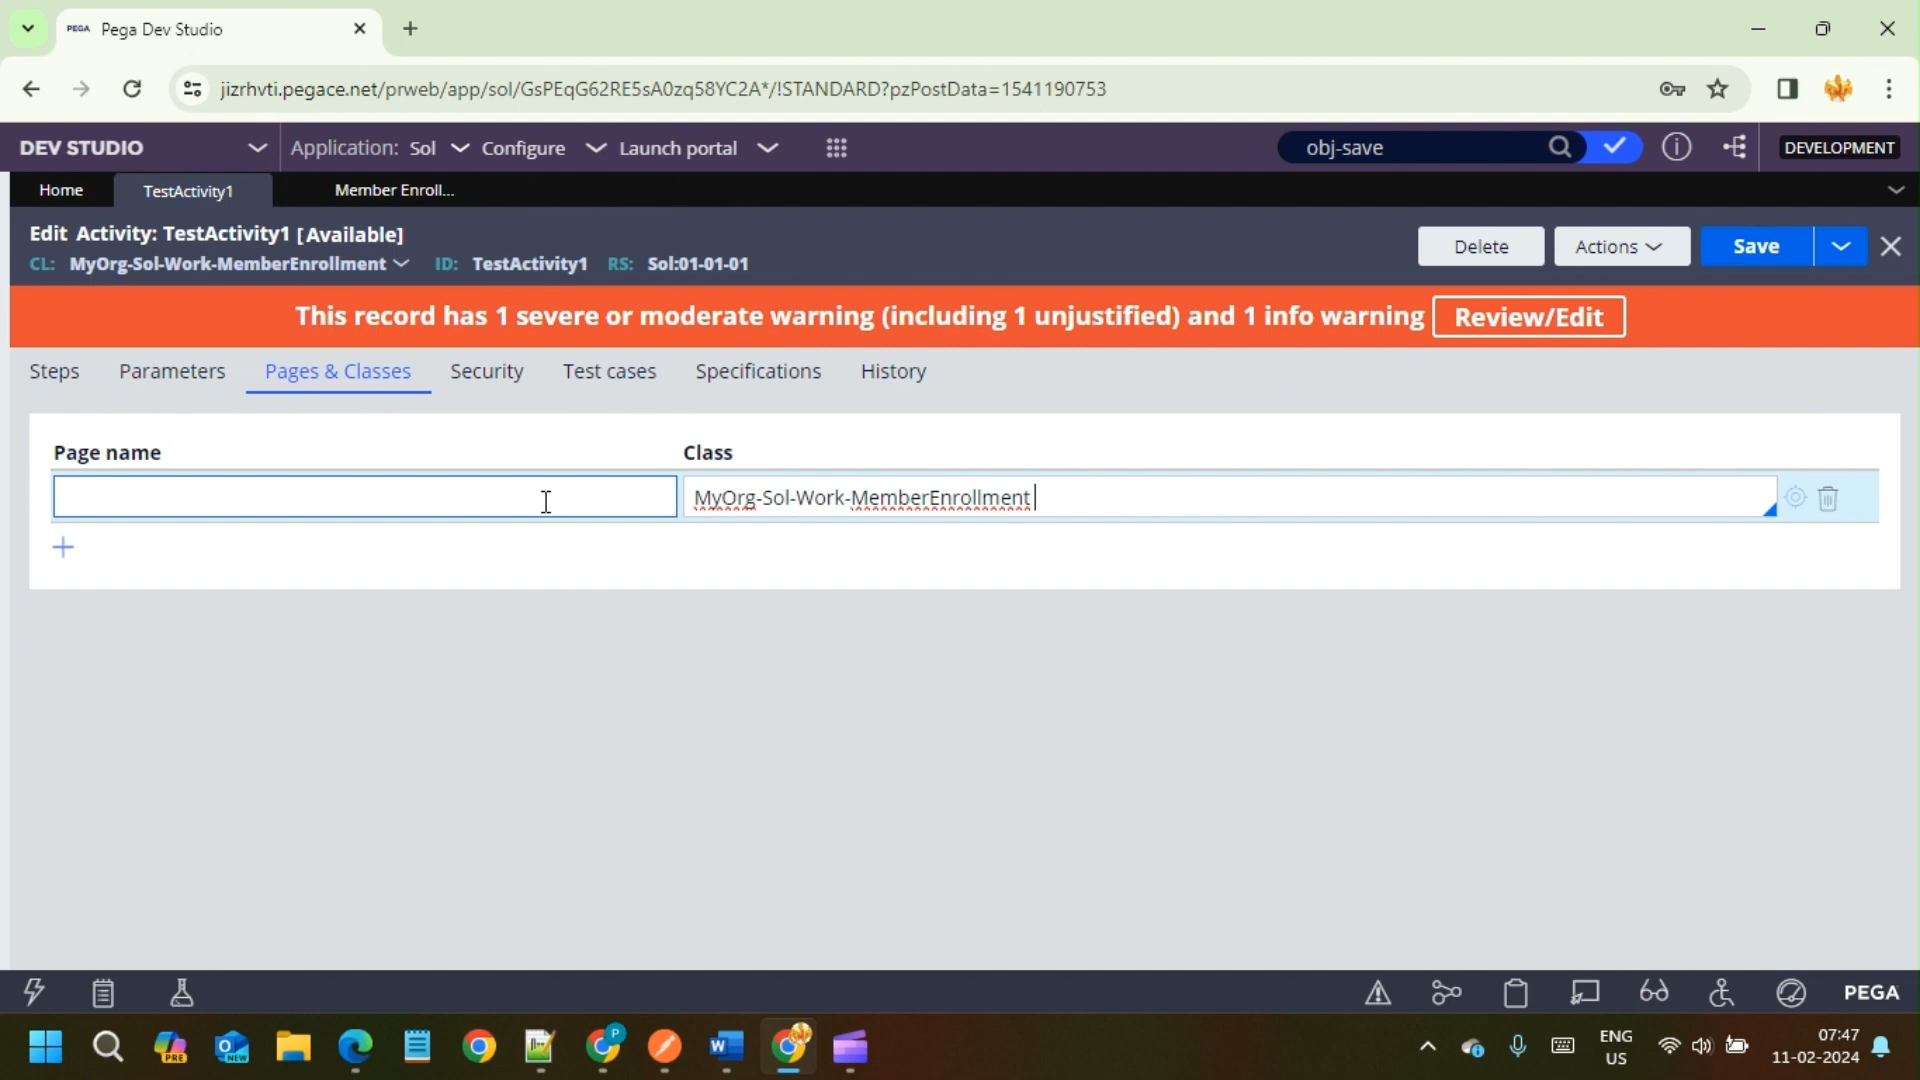 PEGA Pega Dev Studio
jizrhvti.pegace.net/prweb/app/sol/GsPEqG62RE5sA0zq58YC2A*/!STANDARD?pzPostData=1541190753
DEV STUDIO Application: Sol Configure Launch portal obj-save DEVELOPMENT
Home TestActivity1 Member Enroll...
Edit Activity: TestActivity1 [Available]
CL: MyOrg-Sol-Work-MemberEnrollment ID: TestActivity1 RS: Sol:01-01-01
Delete Actions Save
This record has 1 severe or moderate warning (including 1 unjustified) and 1 info warning Review/Edit
Steps Parameters Pages & Classes Security Test cases Specifications History
Page name Class
MyOrg-Sol-Work-MemberEnrollment
PEGA
PRE NEW P W ENG 07:47
US 11-02-2024